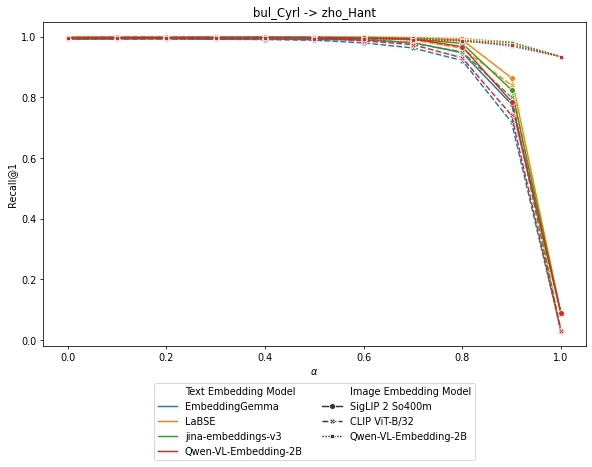 bul_Cyrl -> zho_Hant
1.0
0.8
0.6
0.4
0.2
0.0
Recall@1
0.0 0.2 0.4 0.6 0.8 1.0
α
Text Embedding Model
EmbeddingGemma
LaBSE
jina-embeddings-v3
Qwen-VL-Embedding-2B
Image Embedding Model
SigLIP 2 So400m
CLIP ViT-B/32
Qwen-VL-Embedding-2B